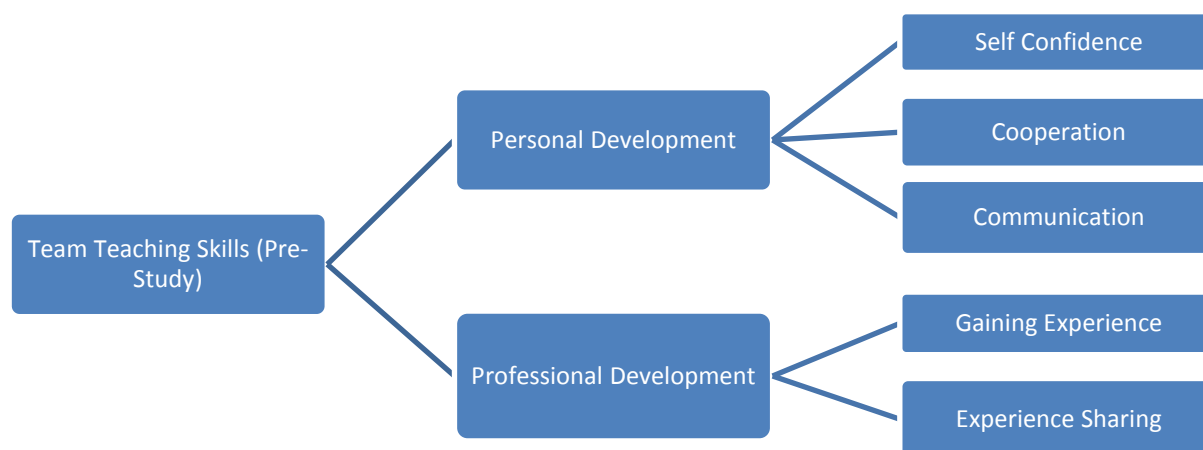 Self Confidence
Personal Development
Cooperation
Communication
Team Teaching Skills (Pre-
Study)
Gaining Experience
Professional Development
Experience Sharing